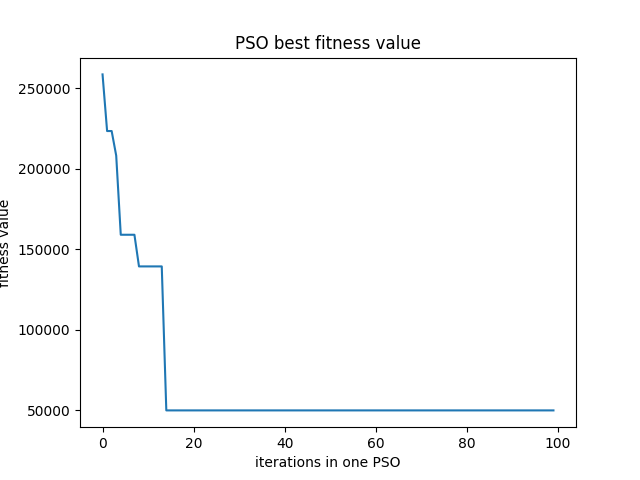 PSO best fitness value
250000
200000
150000
100000
50000
fitness value
0 20 40 60 80 100
iterations in one PSO